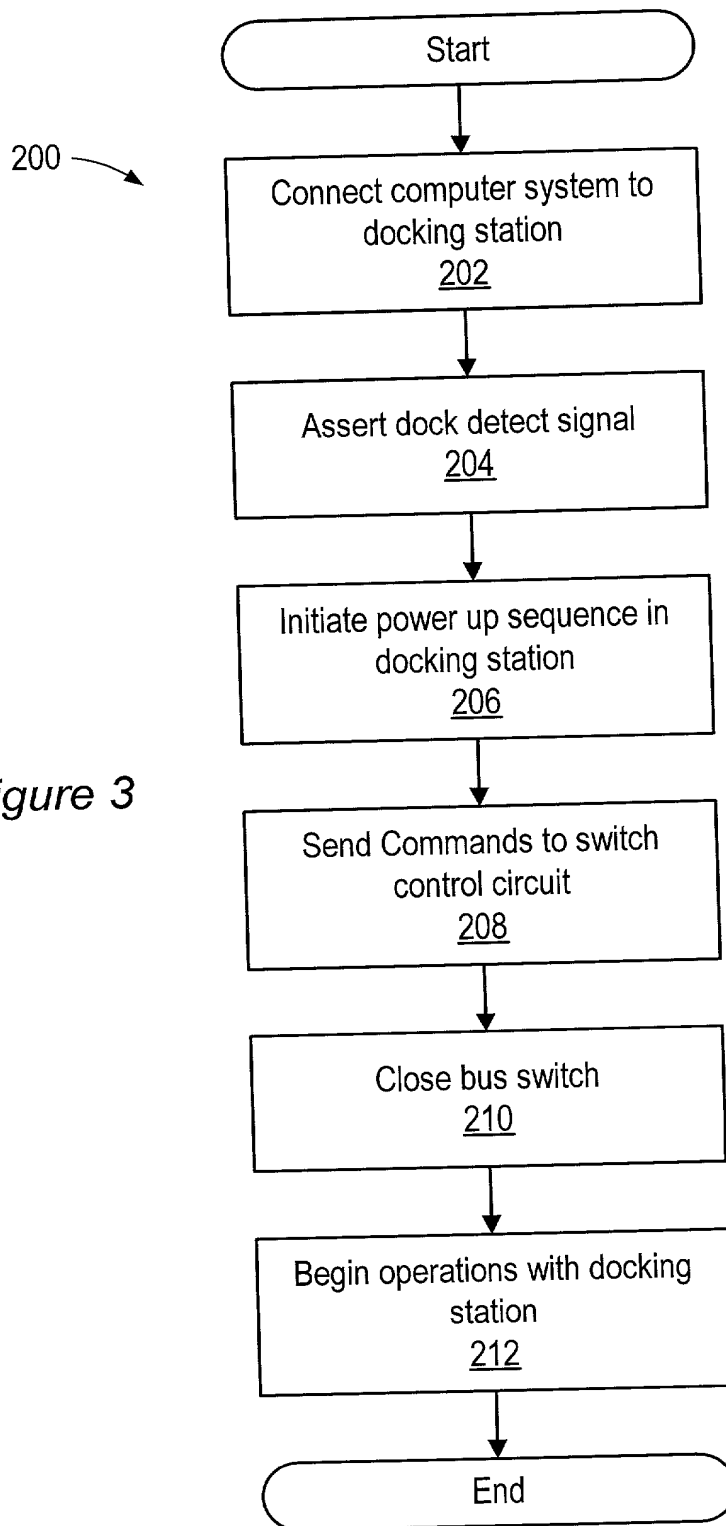 Start
200
Connect computer system to
docking station
202
Assert dock detect signal
204
Initiate power up sequence in
docking station
206
igure 3
Send Commands to switch
control circuit
208
Close bus switch
210
Begin operations with docking
station
212
End